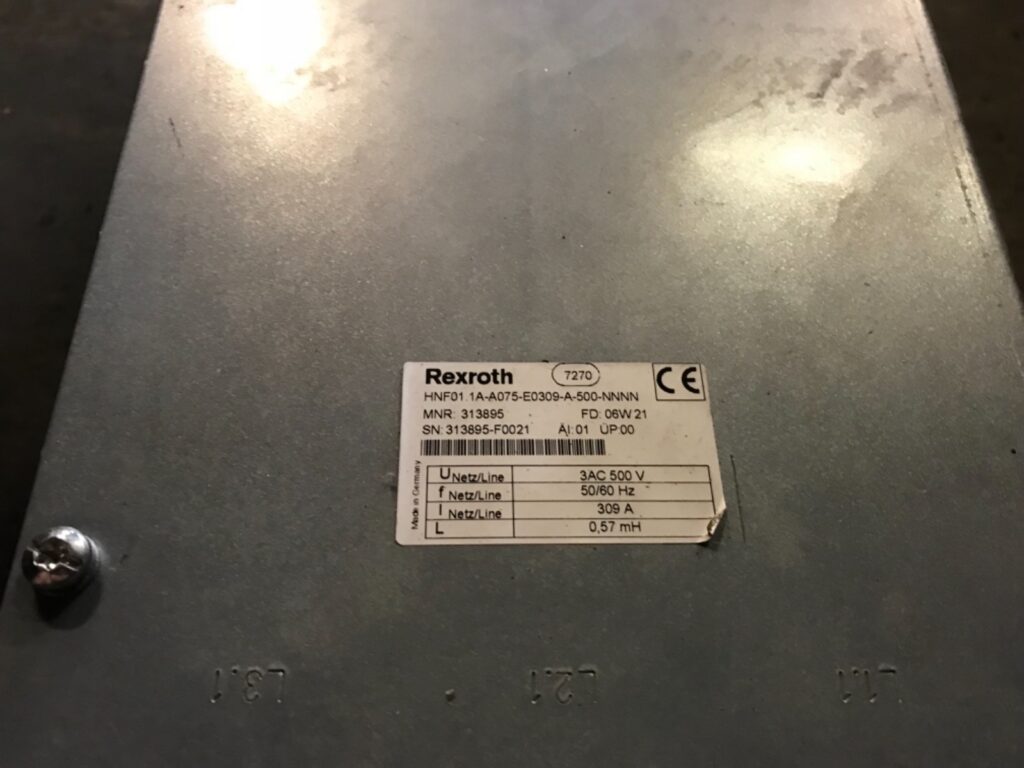 Rexroth 7270 CE
HNF01.1A-A075-E0309-A-500-NNNN
MNR: 313895 FD: 06W21
SN: 313895-F0021 ÄI: 01 ÜP:00
Made in Germany
U Netz/Line 3AC 500 V
f Netz/Line 50/60 Hz
I Netz/Line 309 A
L 0,57 mH
L3.1 L2.1 L1.1